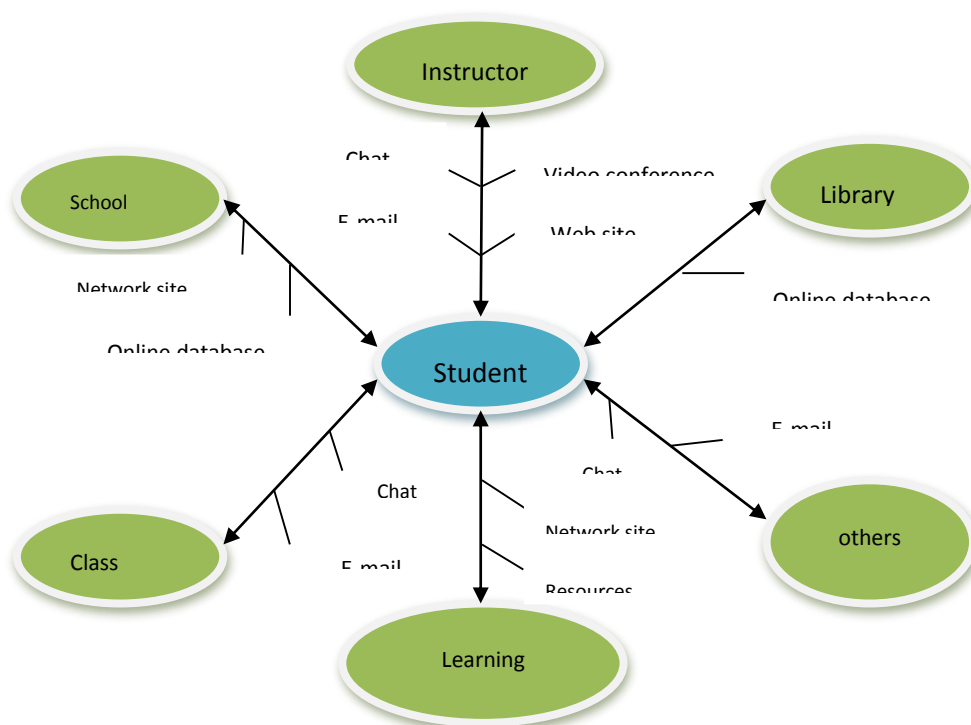 Instructor
Chat
Video conference
School
Library
E-mail
Web site
Network site
Online database
Online database
Student
E-mail
Chat
Chat
Network site
others
Class
E-mail
Resources
Learning